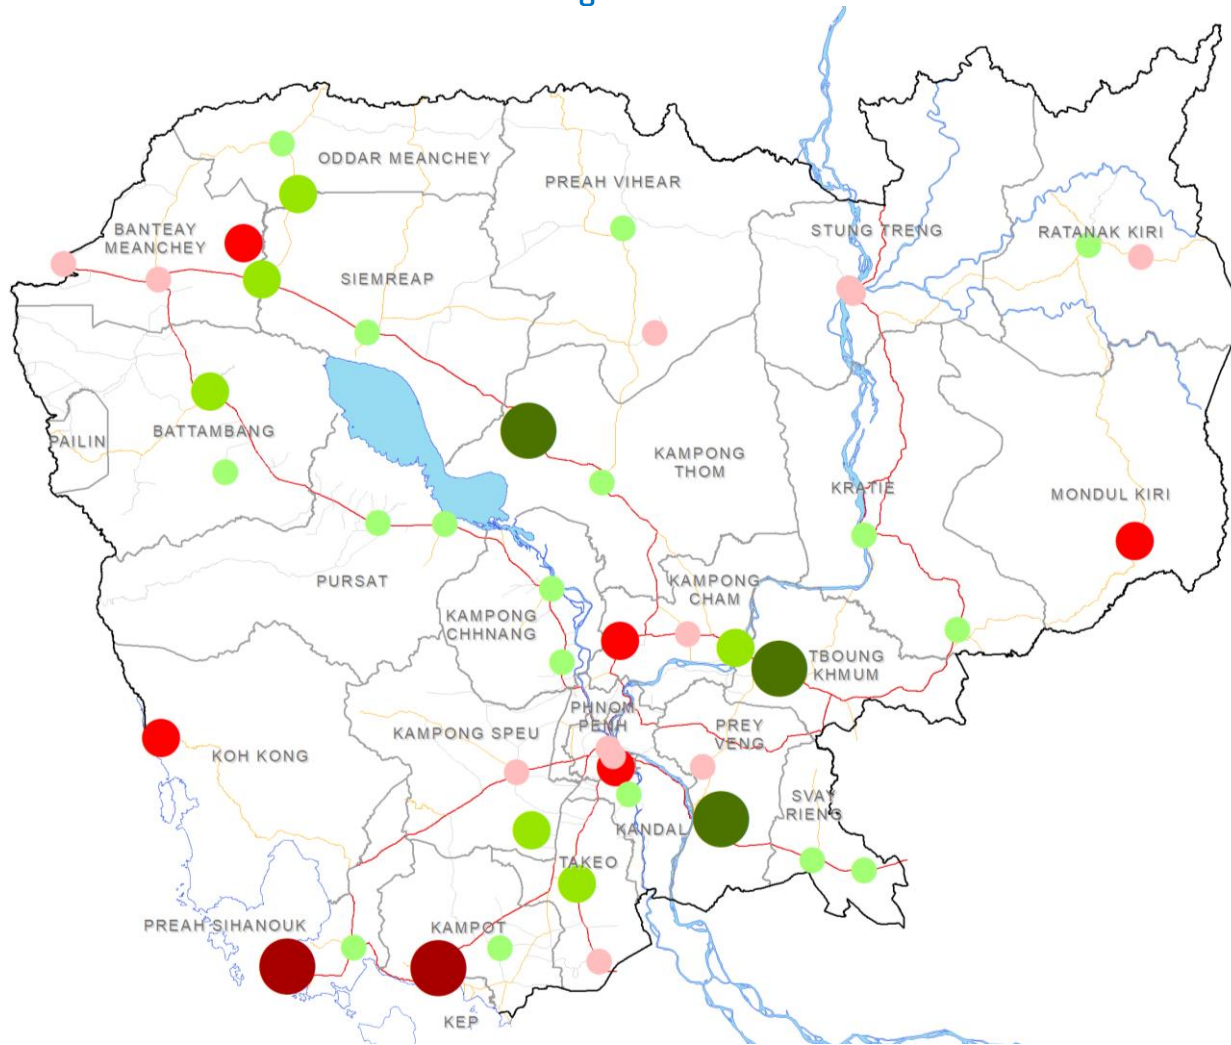 ODDAR MEANCHEY
PREAH VIHEAR
BANTEAY
MEANCHEY
STUNG TRENG
RATANAK KIRI
SIEMREAP
PAILIN
BATTAMBANG
KAMPONG
THOM
KRATIE
MONDUL KIRI
PURSAT
KAMPONG
CHAM
KAMPONG
CHHNANG
TBOUNG
KHMUM
PHNOM
PENH
PREY
VENG
KAMPONG SPEU
KOH KONG
SVAY
RIENG
KANDAL
TAKEO
PREAH SIHANOUK
KAMPOT
KEP